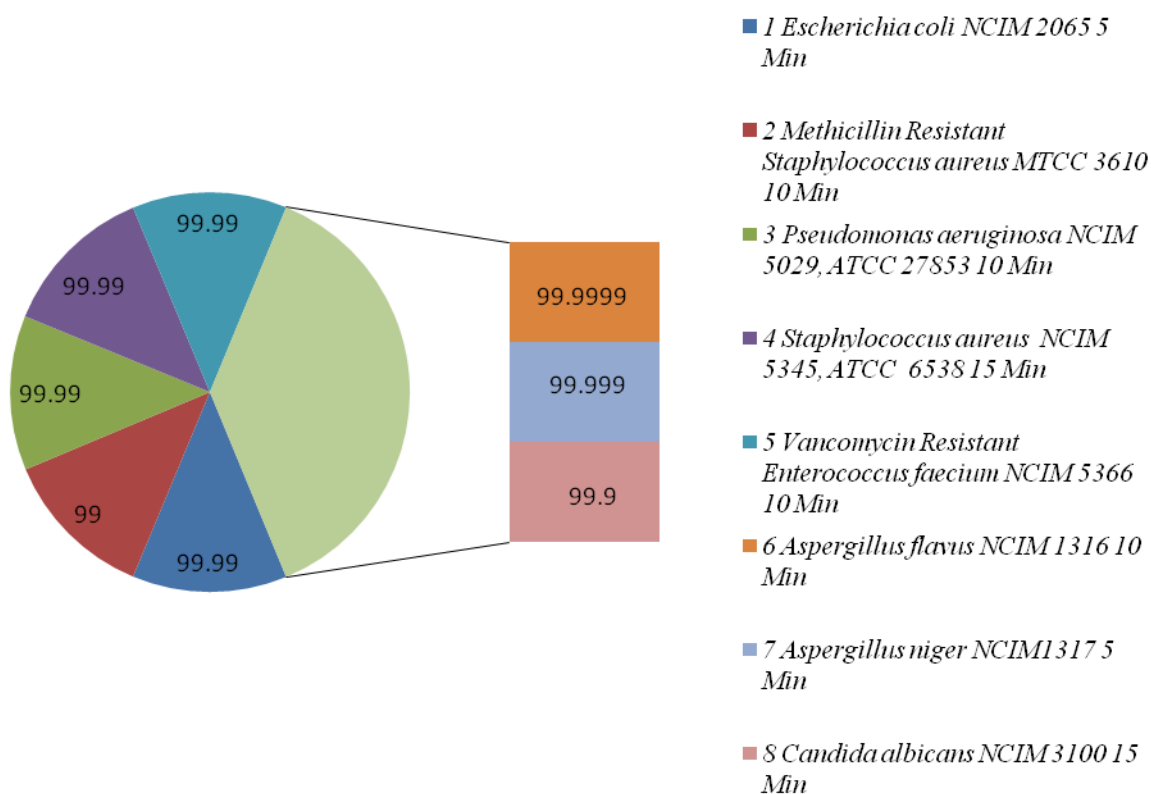 99.99
99.99
99.99
99
99.99
99.9999
99.999
99.9
1 Escherichia coli NCIM 2065 5
Min
2 Methicillin Resistant
Staphylococcus aureus MTCC 3610
10 Min
3 Pseudomonas aeruginosa NCIM
5029, ATCC 27853 10 Min
4 Staphylococcus aureus NCIM
5345, ATCC 6538 15 Min
5 Vancomycin Resistant
Enterococcus faecium NCIM 5366
10 Min
6 Aspergillus flavus NCIM 1316 10
Min
7 Aspergillus niger NCIM1317 5
Min
8 Candida albicans NCIM 3100 15
Min